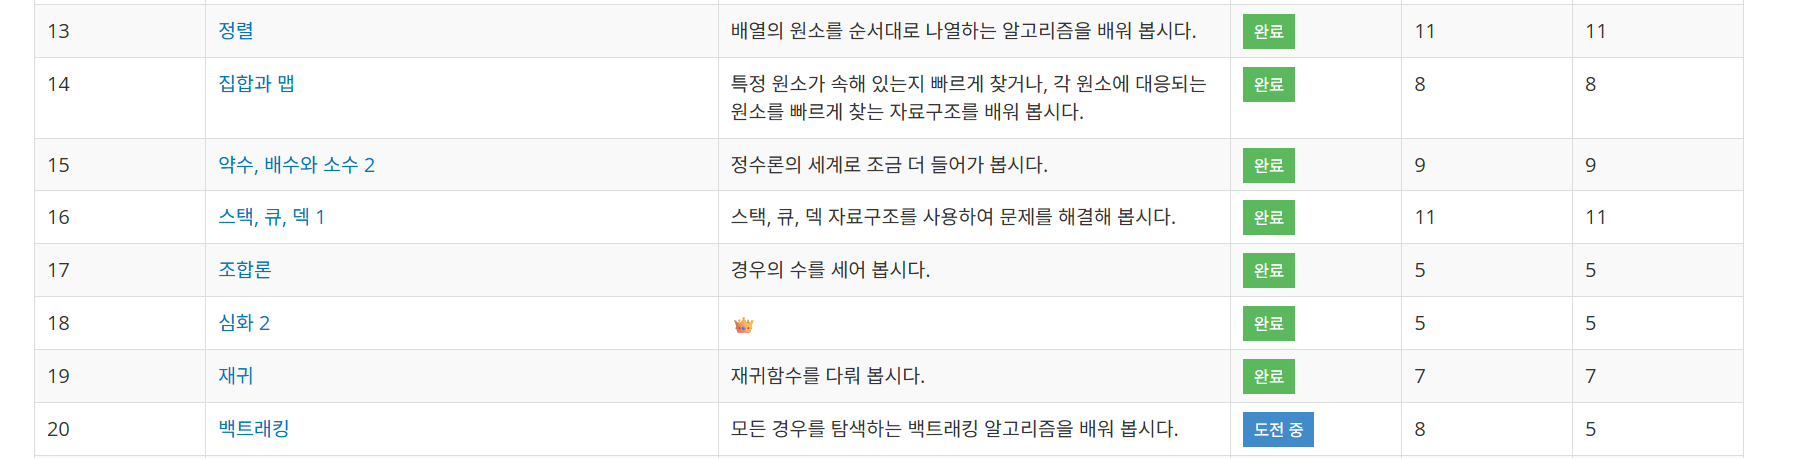 13 정렬 배열의 원소를 순서대로 나열하는 알고리즘을 배워 봅시다. 완료 11 11
14 집합과 맵 특정 원소가 속해 있는지 빠르게 찾거나, 각 원소에 대응되는 완료 8 8
원소를 빠르게 찾는 자료구조를 배워 봅시다.
15 약수, 배수와 소수 2 정수론의 세계로 조금 더 들어가 봅시다. 완료 9 9
16 스택, 큐, 덱 1 스택, 큐, 덱 자료구조를 사용하여 문제를 해결해 봅시다. 완료 11 11
17 조합론 경우의 수를 세어 봅시다. 완료 5 5
18 심화 2 완료 5 5
19 재귀 재귀함수를 다뤄 봅시다. 완료 7 7
20 백트래킹 모든 경우를 탐색하는 백트래킹 알고리즘을 배워 봅시다. 도전 중 8 5